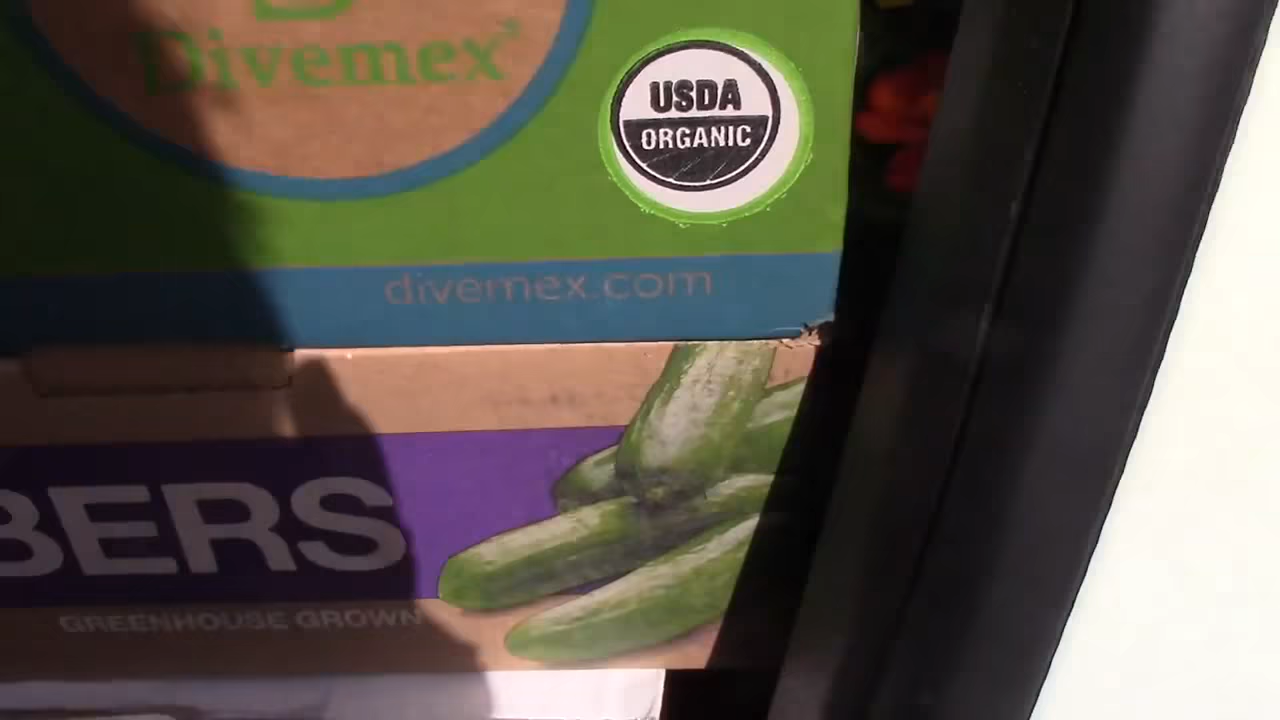 Divemex
USDA
ORGANIC
divemex.com
BERS
GREENHOUSE GROWN